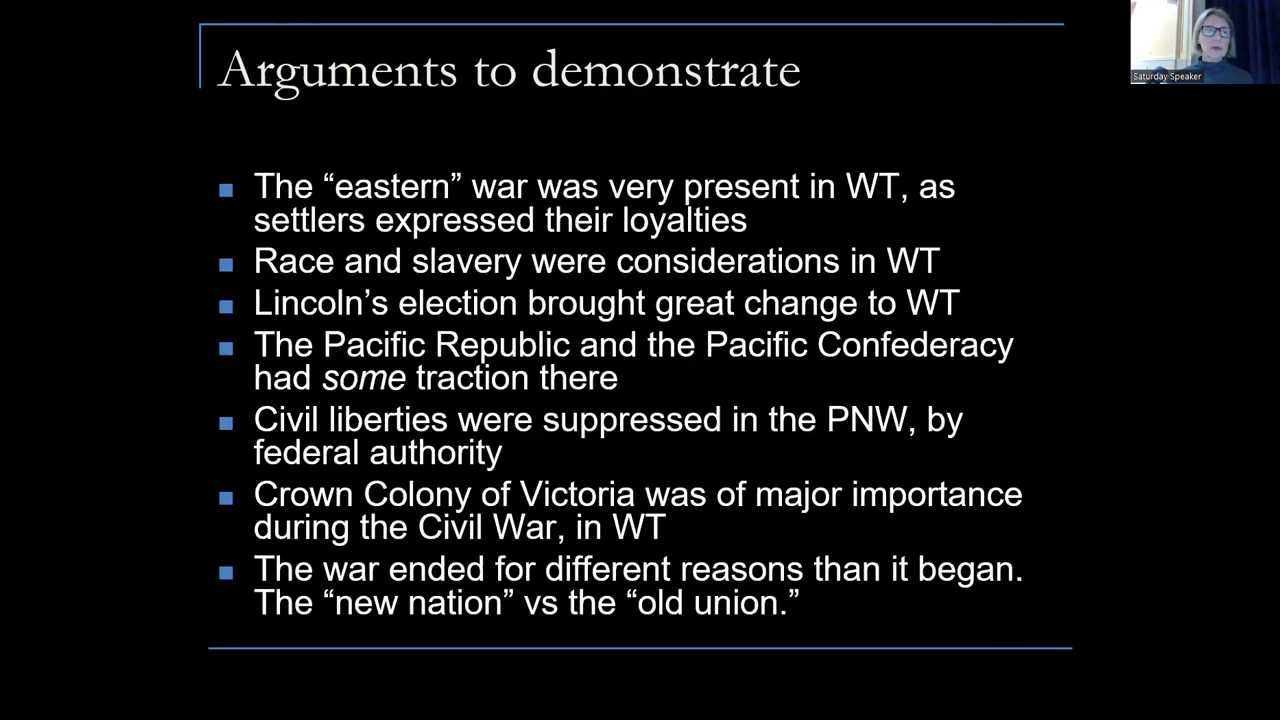 Arguments to demonstrate
Saturday Speaker
The “eastern” war was very present in WT, as
settlers expressed their loyalties
Race and slavery were considerations in WT
Lincoln’s election brought great change to WT
The Pacific Republic and the Pacific Confederacy
had some traction there
Civil liberties were suppressed in the PNW, by
federal authority
Crown Colony of Victoria was of major importance
during the Civil War, in WT
The war ended for different reasons than it began.
The “new nation” vs the “old union.”